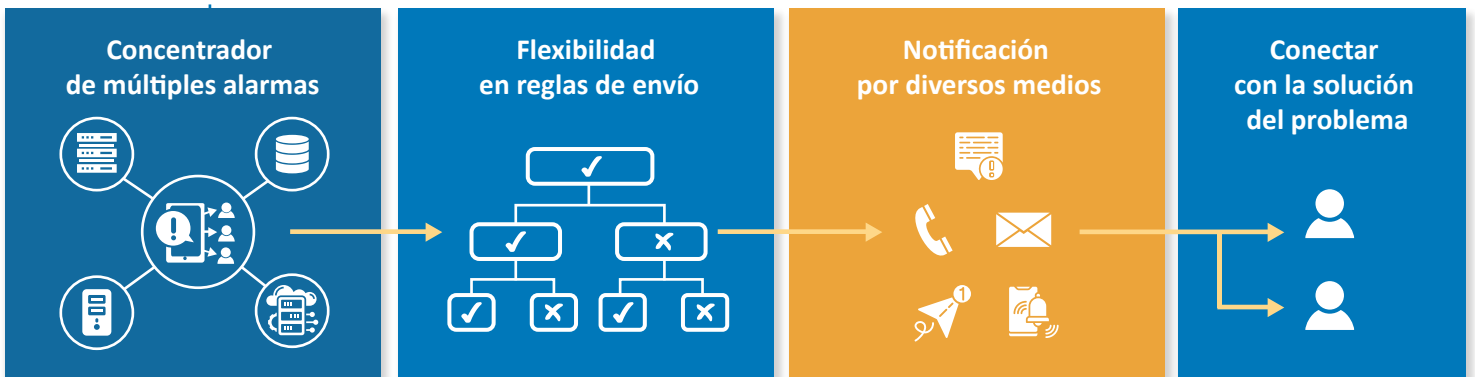 Concentrador
de múltiples alarmas
Flexibilidad
en reglas de envío
Notificación
por diversos medios
1
Conectar
con la solución
del problema